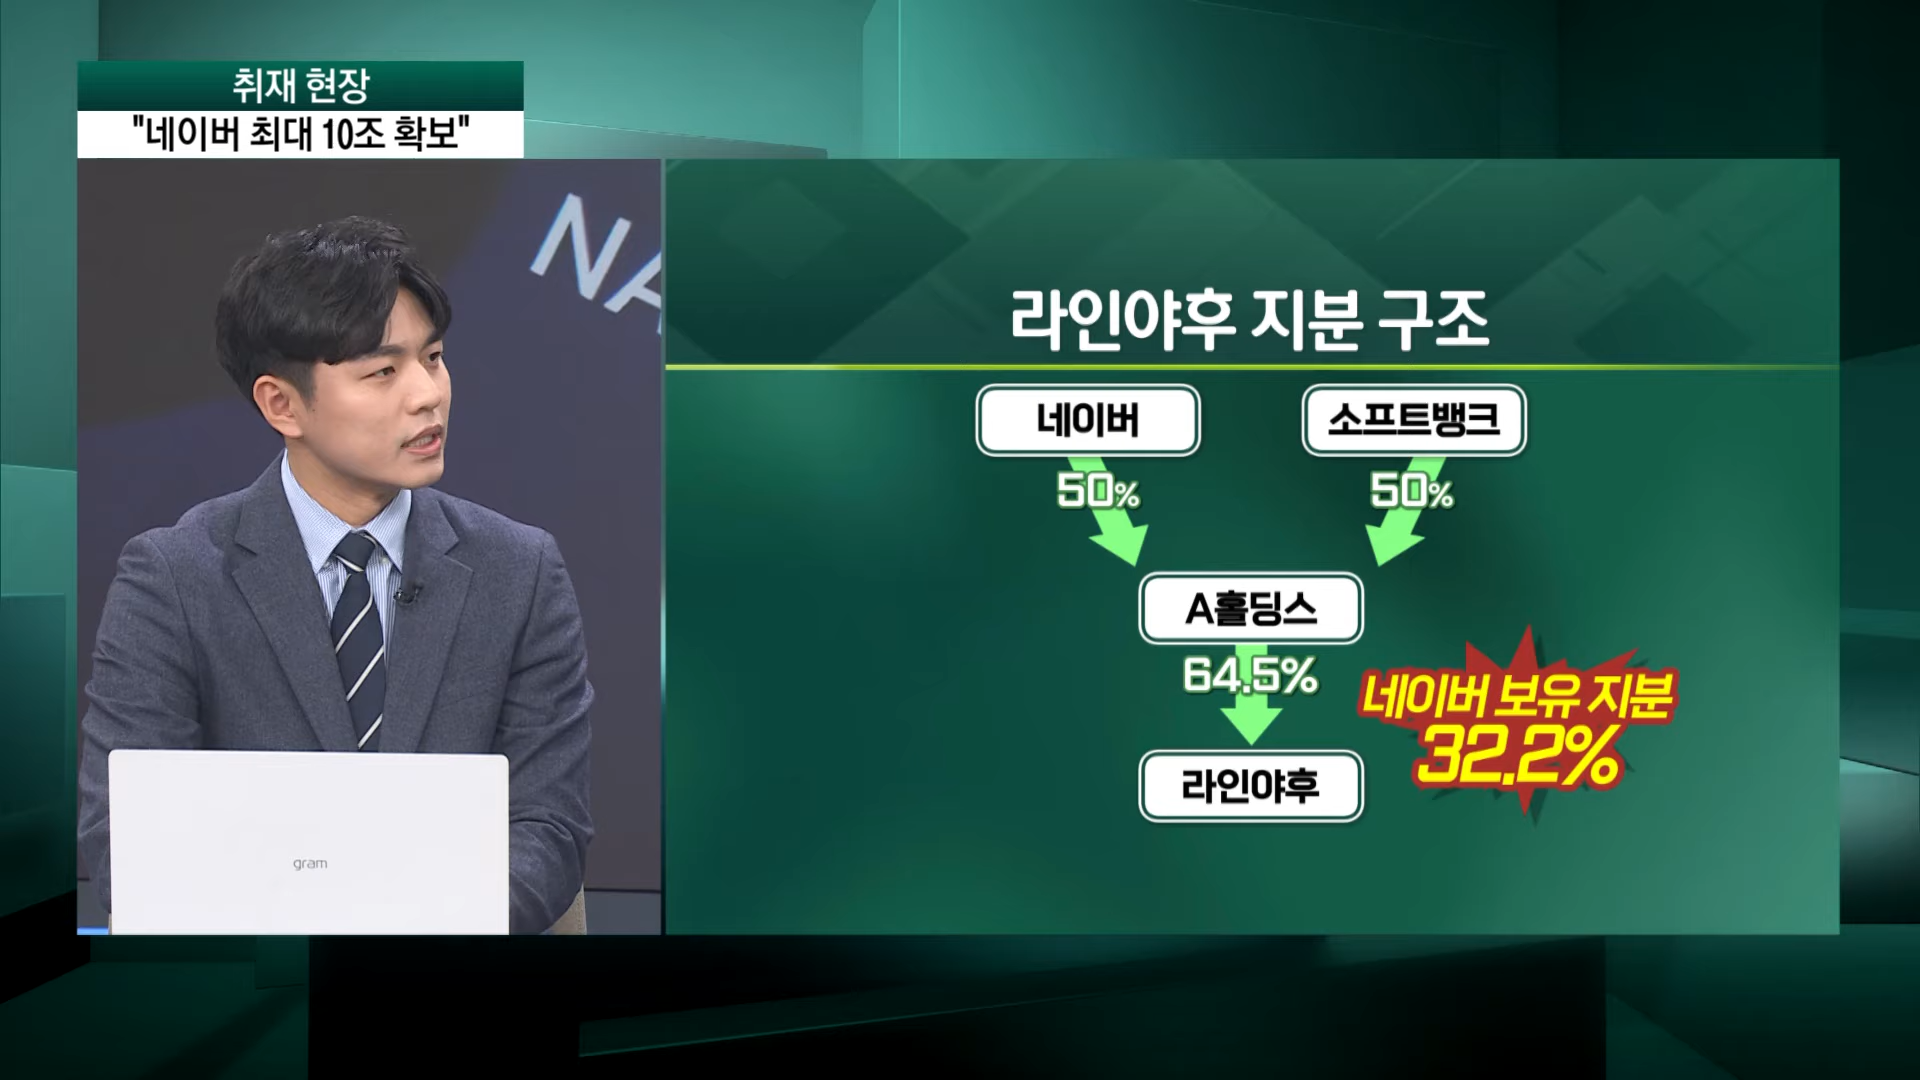 취재 현장
"네이버 최대 10조 확보"
NA
라인야후 지분 구조
네이버
소프트뱅크
50%
50%
A홀딩스
64.5%
네이버 보유 지분
32.2%
라인야후
gram